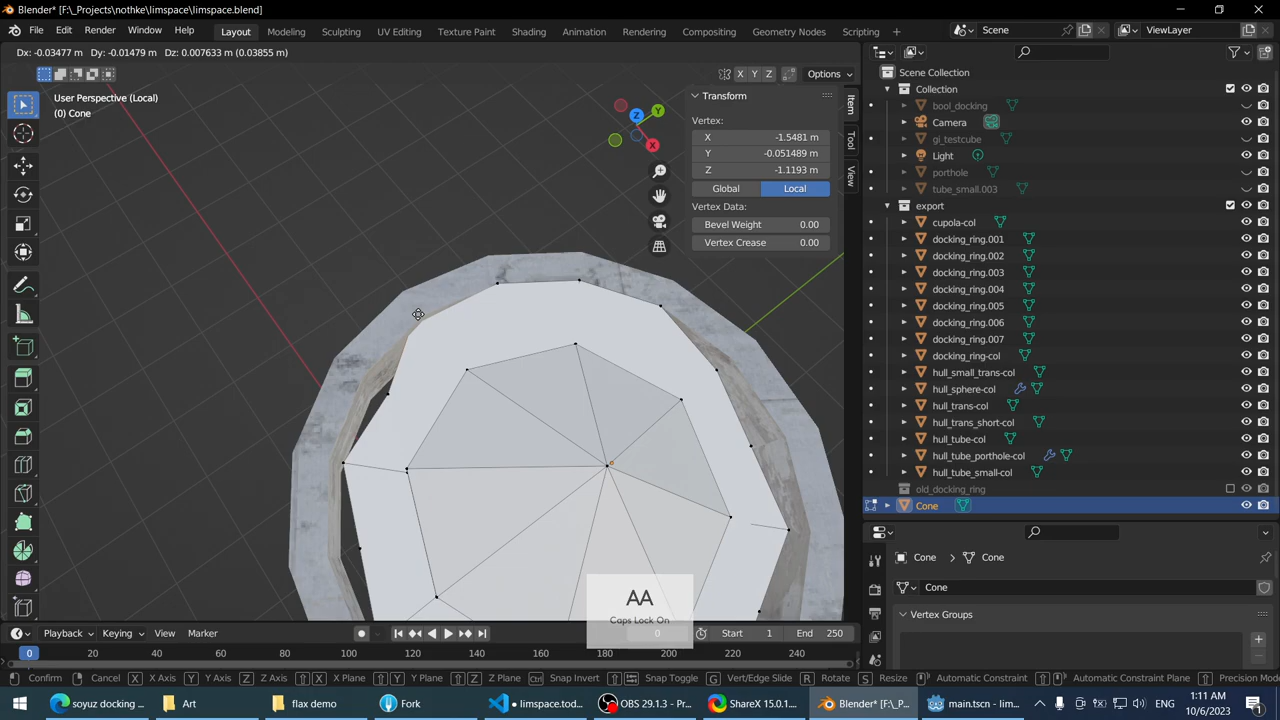 Blender* [F:\_Projects\nothke\limspace\limspace.blend]
File Edit Render Window Help Layout Modeling Sculpting UV Editing Texture Paint Shading Animation Rendering Compositing Geometry Nodes Scripting + Scene ViewLayer
Dx: -0.03477 m Dy: -0.01479 m Dz: 0.007633 m (0.03855 m)
X Y Z Options
User Perspective (Local)
(0) Cone
Z Y X
Transform
Vertex:
X -1.5481 m
Y -0.051489 m
Z -1.1193 m
Global Local
Vertex Data:
Bevel Weight 0.00
Vertex Crease 0.00
Item
Tool
View
Scene Collection
Collection
bool_docking
Camera
gi_testcube
Light
porthole
tube_small.003
export
cupola-col
docking_ring.001
docking_ring.002
docking_ring.003
docking_ring.004
docking_ring.005
docking_ring.006
docking_ring.007
docking_ring-col
hull_small_trans-col
hull_sphere-col
hull_trans-col
hull_trans_short-col
hull_tube-col
hull_tube_porthole-col
hull_tube_small-col
old_docking_ring
Cone
Cone Cone
Cone
Vertex Groups
AA
Caps Lock On
Playback Keying View Marker 0 Start 1 End 250
0 20 40 60 80 100 120 140 160 180 200 220 240
Confirm Cancel X X Axis Y Y Axis Z Z Axis X X Plane Y Y Plane Z Z Plane Ctrl Snap Invert Snap Toggle G Vert/Edge Slide R Rotate S Resize Automatic Constraint Automatic Constraint Plane Precision Mode
soyuz docking ... Art flax demo Fork • limspace.tod... OBS 29.1.3 - Pr... ShareX 15.0.1... Blender* [F:\_P... main.tscn - lim... ENG 1:11 AM
10/6/2023